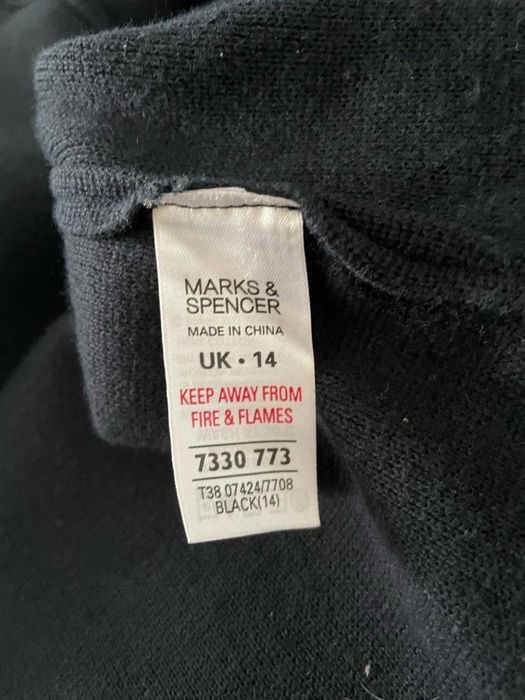 MARKS &
SPENCER
MADE IN CHINA
UK • 14
KEEP AWAY FROM
FIRE & FLAMES
7330 773
T38 07424/7708
BLACK(14)